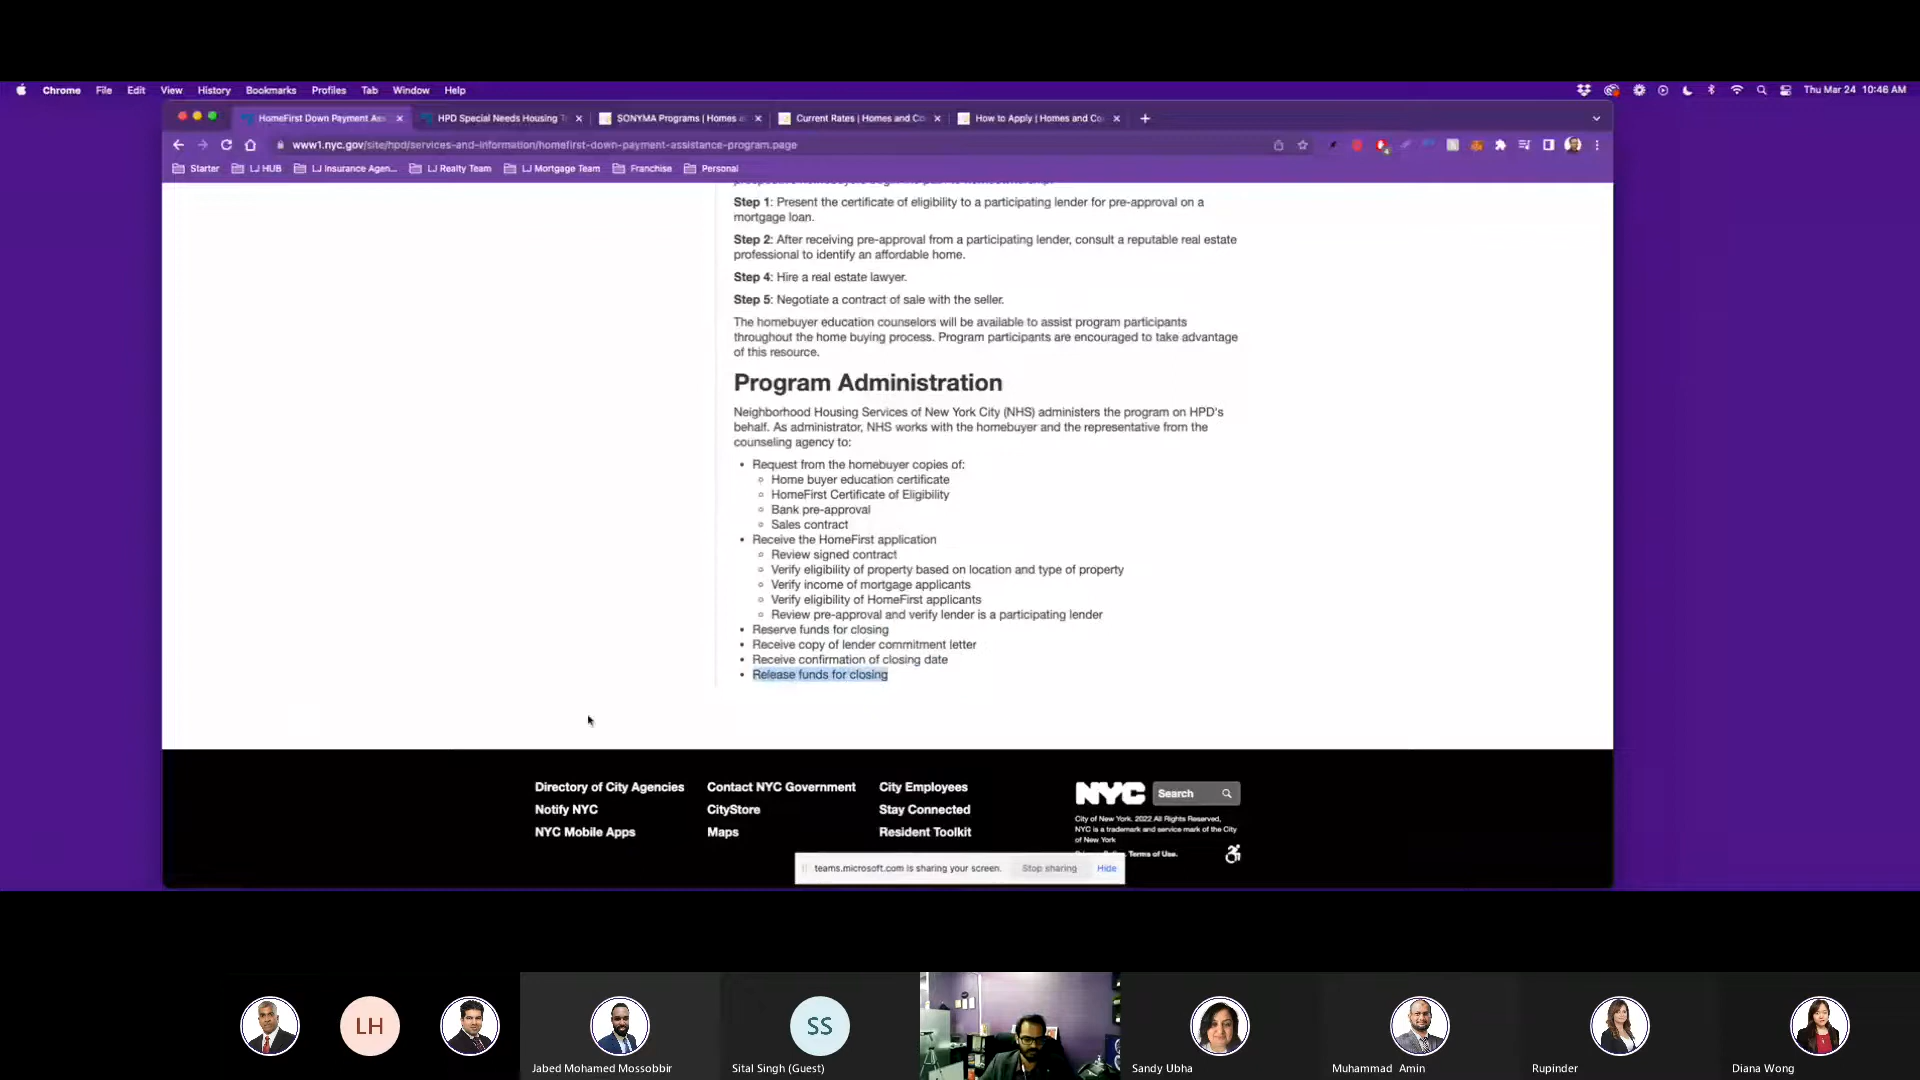 Chrome File Edit View History Bookmarks Profiles Tab Window Help Thu Mar 24 10:46 AM
HomeFirst Down Payment Ass HPD Special Needs Housing T SONYMA Programs | Homes a Current Rates | Homes and Co How to Apply | Homes and Co
www1.nyc.gov/site/hpd/services-and-information/homefirst-down-payment-assistance-program.page
Starter LJ HUB LJ Insurance Agen... LJ Realty Team LJ Mortgage Team Franchise Personal
Step 1: Present the certificate of eligibility to a participating lender for pre-approval on a
mortgage loan.
Step 2: After receiving pre-approval from a participating lender, consult a reputable real estate
professional to identify an affordable home.
Step 4: Hire a real estate lawyer.
Step 5: Negotiate a contract of sale with the seller.
The homebuyer education counselors will be available to assist program participants
throughout the home buying process. Program participants are encouraged to take advantage
of this resource.
Program Administration
Neighborhood Housing Services of New York City (NHS) administers the program on HPD's
behalf. As administrator, NHS works with the homebuyer and the representative from the
counseling agency to:
• Request from the homebuyer copies of:
Home buyer education certificate
HomeFirst Certificate of Eligibility
Bank pre-approval
Sales contract
• Receive the HomeFirst application
Review signed contract
Verify eligibility of property based on location and type of property
Verify income of mortgage applicants
Verify eligibility of HomeFirst applicants
Review pre-approval and verify lender is a participating lender
• Reserve funds for closing
• Receive copy of lender commitment letter
• Receive confirmation of closing date
• Release funds for closing
Directory of City Agencies Contact NYC Government City Employees
Notify NYC CityStore Stay Connected
NYC Mobile Apps Maps Resident Toolkit
NYC Search
City of New York. 2022 All Rights Reserved,
NYC is a trademark and service mark of the City
of New York
Terms of Use.
teams.microsoft.com is sharing your screen. Stop sharing Hide
LH
SS
Jabed Mohamed Mossobbir Sital Singh (Guest) Sandy Ubha Muhammad Amin Rupinder Diana Wong